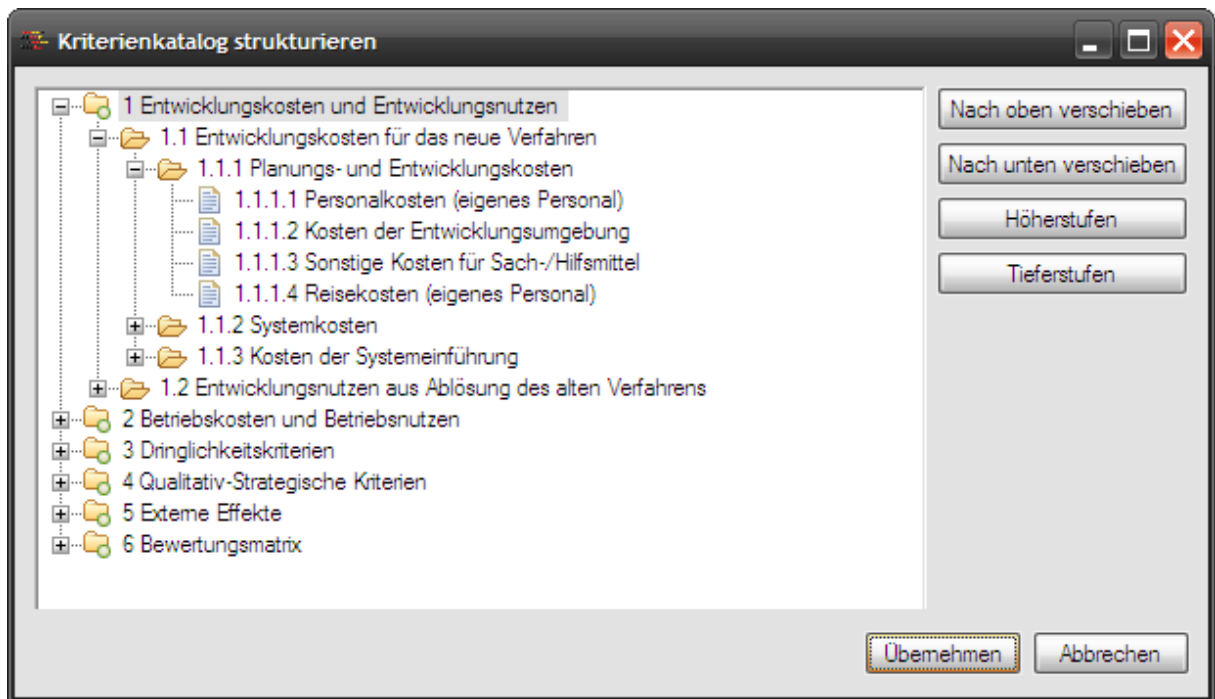 Kriterienkatalog strukturieren
1 Entwicklungskosten und Entwicklungsnutzen
1.1 Entwicklungskosten für das neue Verfahren
1.1.1 Planungs- und Entwicklungskosten
1.1.1.1 Personalkosten (eigenes Personal)
1.1.1.2 Kosten der Entwicklungsumgebung
1.1.1.3 Sonstige Kosten für Sach-/Hilfsmittel
1.1.1.4 Reisekosten (eigenes Personal)
1.1.2 Systemkosten
1.1.3 Kosten der Systemeinführung
1.2 Entwicklungsnutzen aus Ablösung des alten Verfahrens
2 Betriebskosten und Betriebsnutzen
3 Dringlichkeitskriterien
4 Qualitativ-Strategische Kriterien
5 Externe Effekte
6 Bewertungsmatrix
Nach oben verschieben
Nach unten verschieben
Höherstufen
Tieferstufen
Übernehmen
Abbrechen